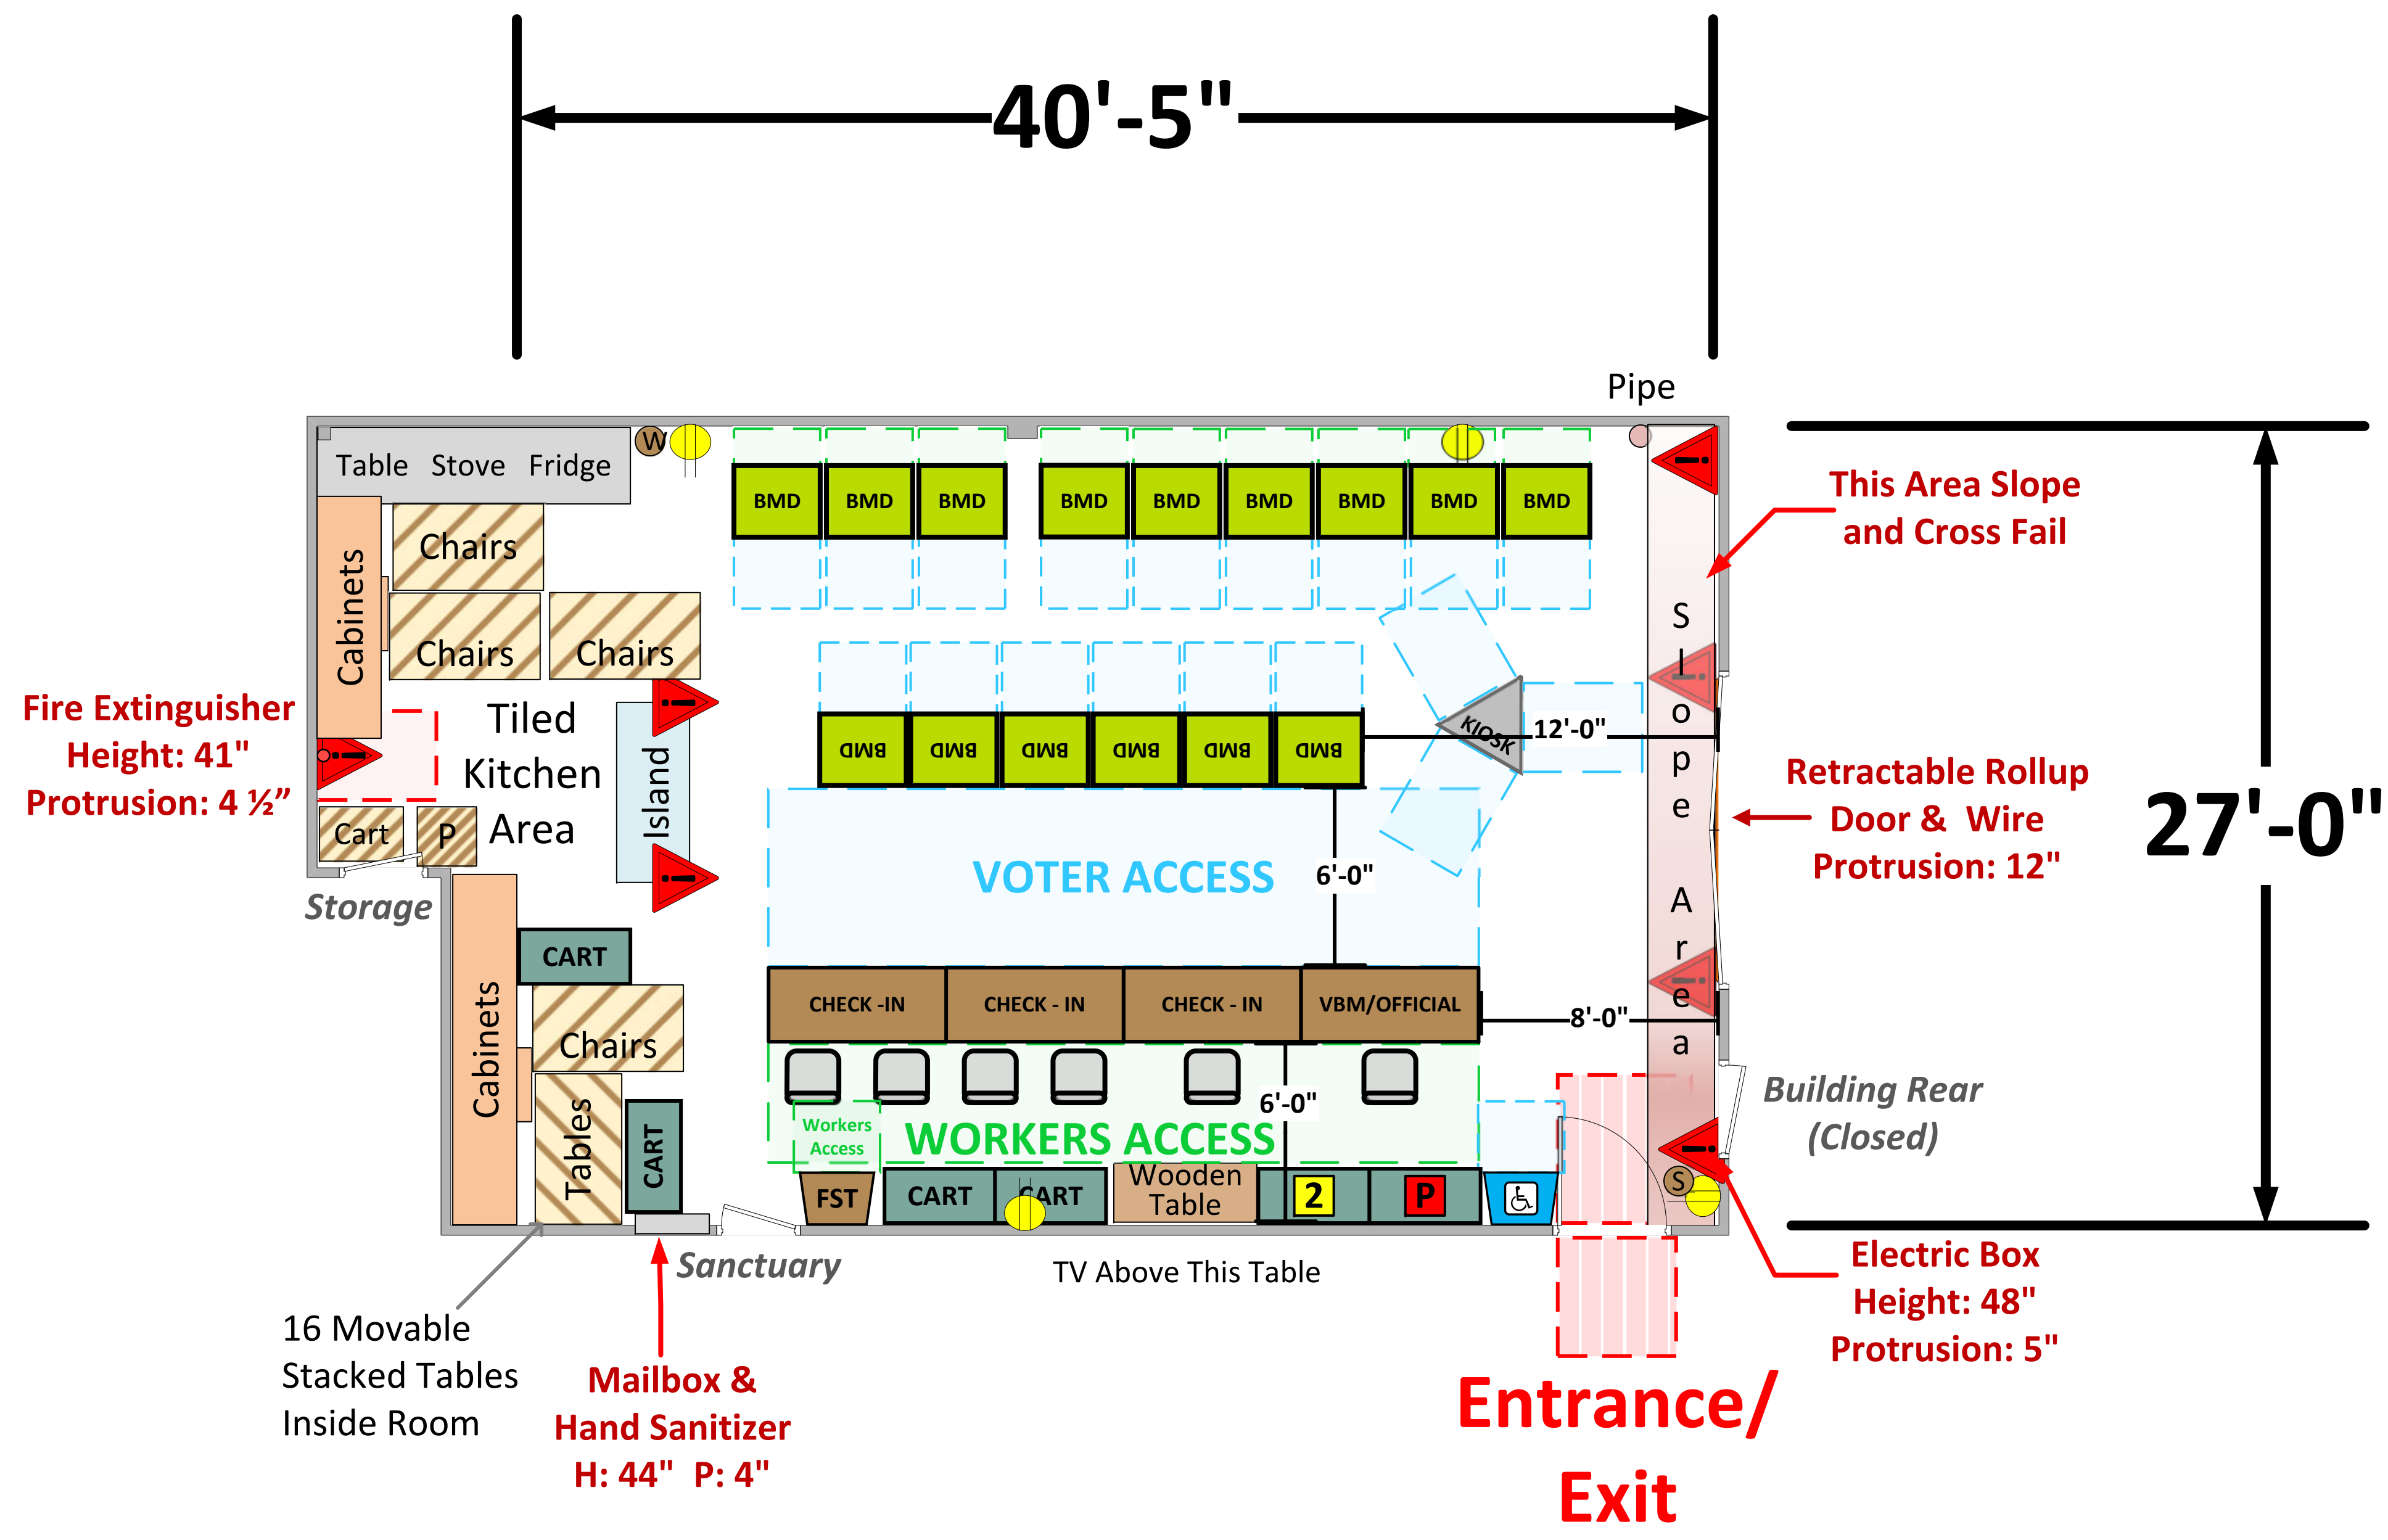 40'-5"
Pipe
W
Table Stove Fridge
BMD BMD BMD BMD BMD BMD BMD BMD BMD
This Area Slope
and Cross Fail
Cabinets
Chairs
Chairs
Chairs
Slope Area
Fire Extinguisher
Height: 41"
Protrusion: 4 ½”
Tiled
Kitchen
Area
Island
BMD BMD BMD BMD BMD BMD
KIOSK
12'-0"
Retractable Rollup
Door & Wire
Protrusion: 12"
27'-0"
Cart
P
Storage
VOTER ACCESS
6'-0"
Cabinets
CART
CHECK -IN
CHECK - IN
CHECK - IN
VBM/OFFICIAL
8'-0"
Chairs
Tables
CART
6'-0"
Workers
Access
WORKERS ACCESS
Building Rear
(Closed)
FST
CART
CART
Wooden
Table
2
P
S
Sanctuary
TV Above This Table
Electric Box
Height: 48"
Protrusion: 5"
16 Movable
Stacked Tables
Inside Room
Mailbox &
Hand Sanitizer
H: 44" P: 4"
Entrance/
Exit